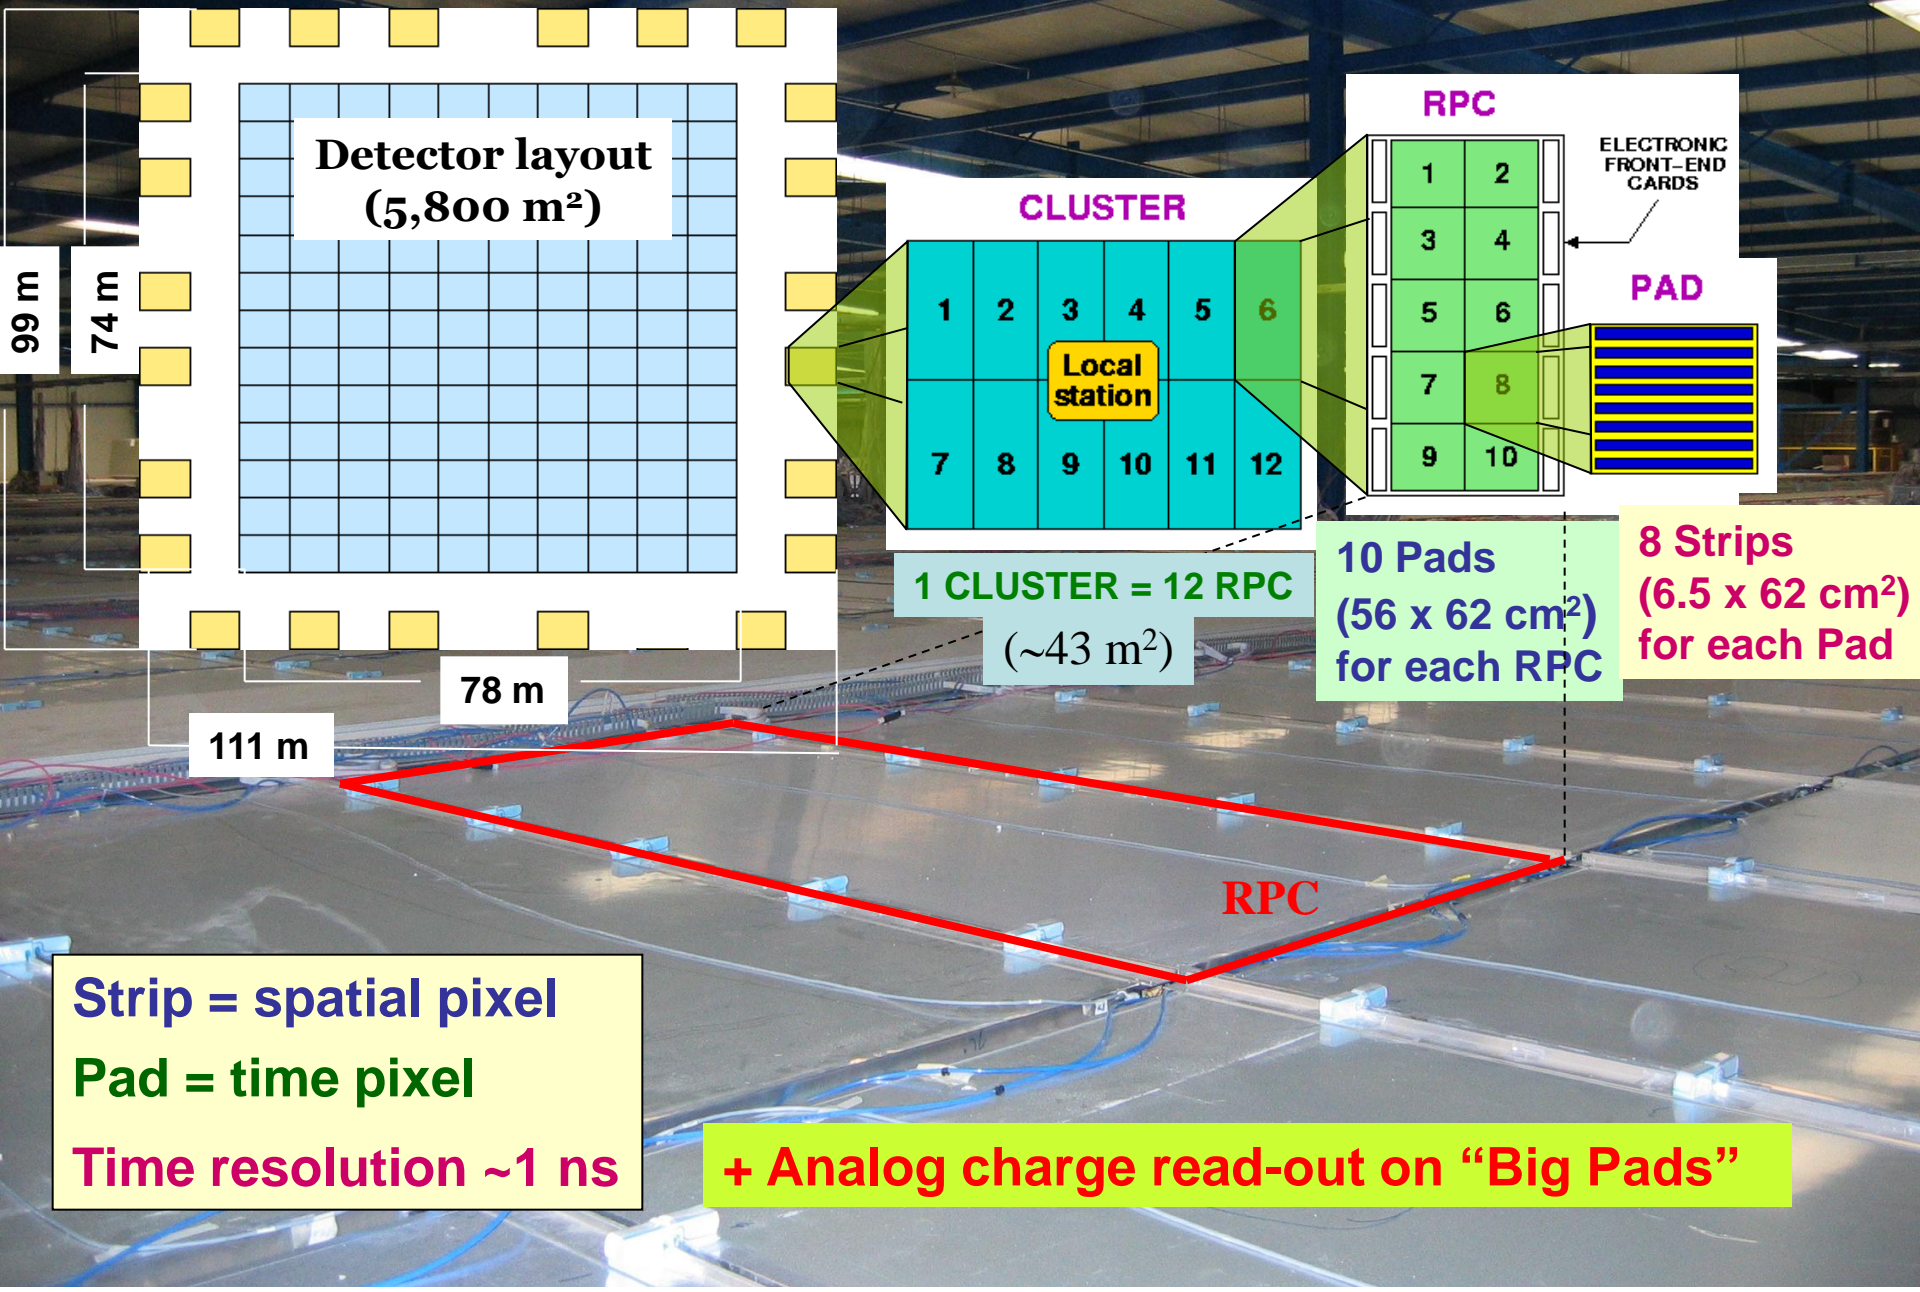 Detector layout
(5,800 m²)
99 m
74 m
78 m
111 m
CLUSTER
1 2 3 4 5 6
Local
station
7 8 9 10 11 12
1 CLUSTER = 12 RPC
(~43 m²)
RPC
1 2
3 4
5 6
7 8
9 10
ELECTRONIC
FRONT-END
CARDS
10 Pads
(56 x 62 cm²)
for each RPC
PAD
8 Strips
(6.5 x 62 cm²)
for each Pad
RPC
Strip = spatial pixel
Pad = time pixel
Time resolution ~1 ns
+ Analog charge read-out on “Big Pads”